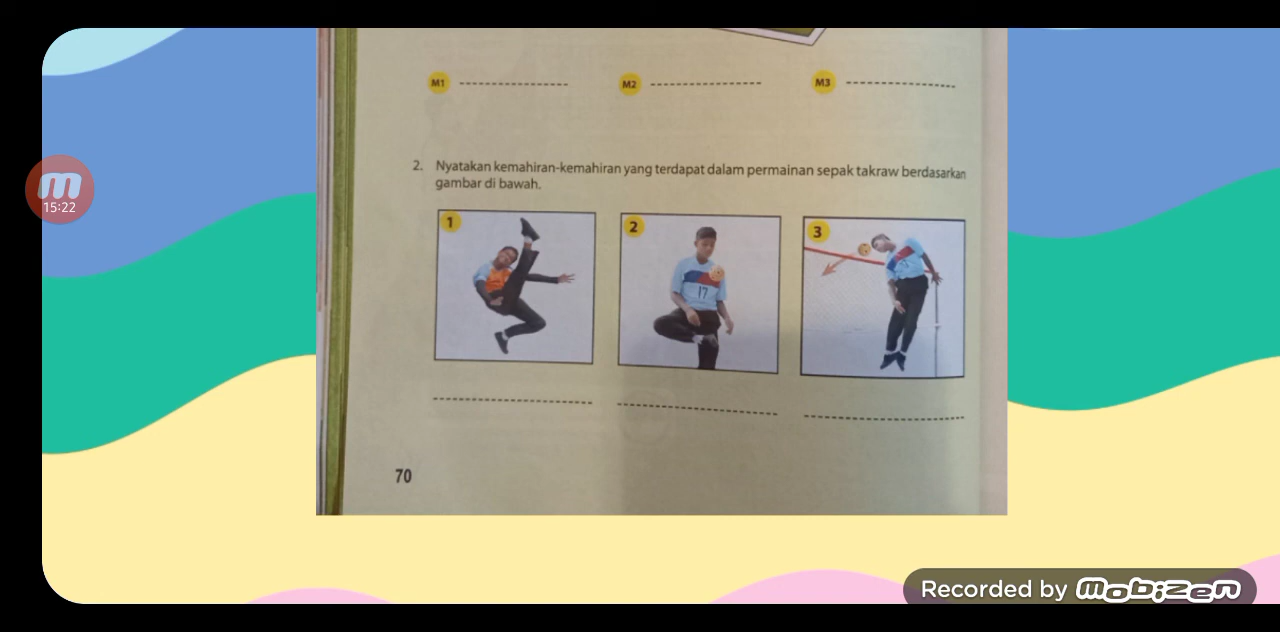 M1
M2
M3
2. Nyatakan kemahiran-kemahiran yang terdapat dalam permainan sepak takraw berdasarkan
gambar di bawah.
1
2
3
17
70
15:22
Recorded by mobizen